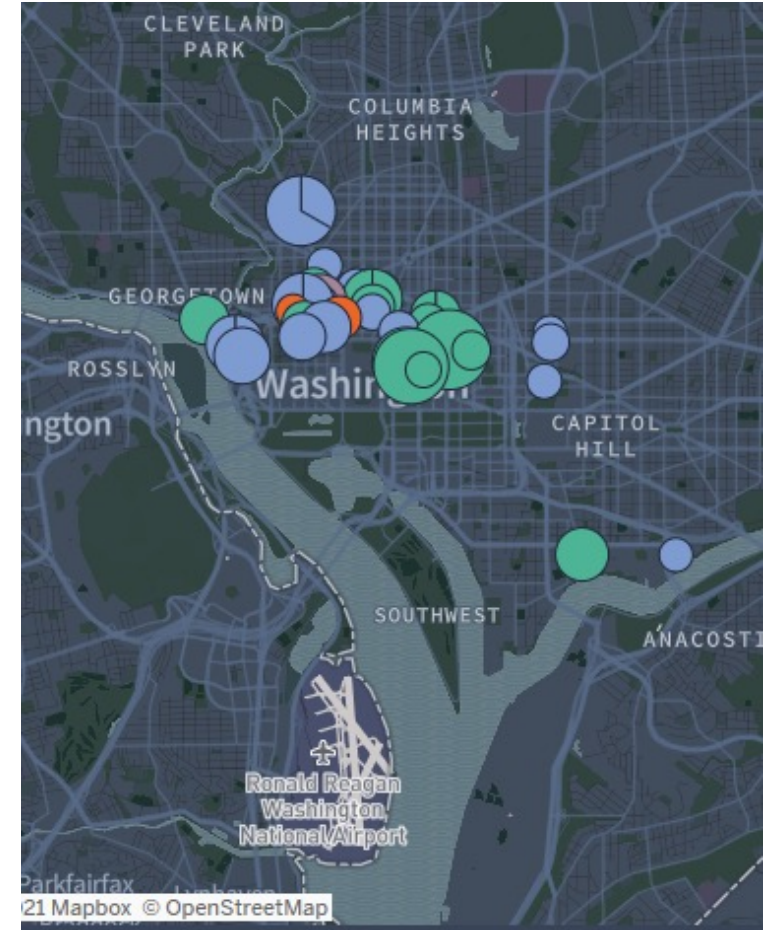 CLEVELAND
PARK
COLUMBIA
HEIGHTS
GEORGETOWN
ROSSLYN
Washington
ngton
CAPITOL
HILL
SOUTHWEST
ANACOSTI
Ronald Reagan
Washington
National Airport
Parkfairfax
21 Mapbox © OpenStreetMap